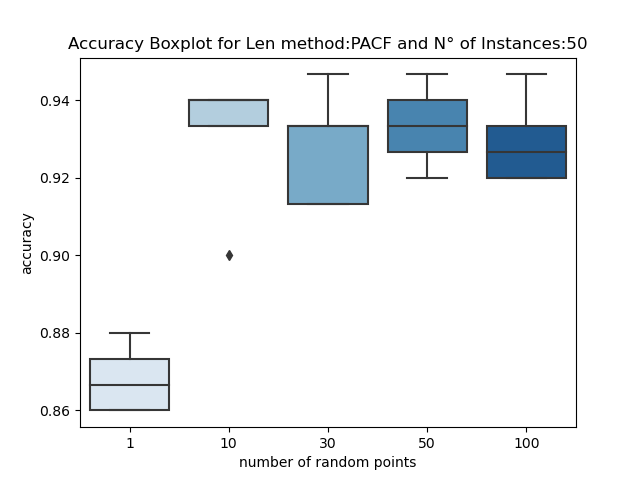 Accuracy Boxplot for Len method:PACF and N° of Instances:50
accuracy
0.94
0.92
0.90
0.88
0.86
1 10 30 50 100
number of random points